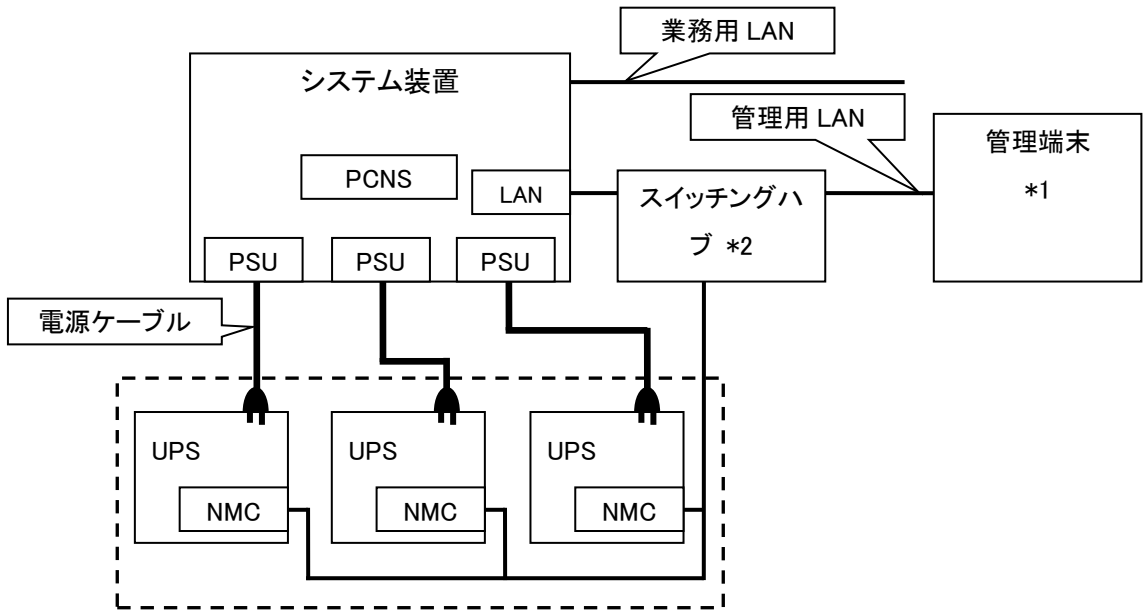 業務用 LAN
システム装置
管理用 LAN
管理端末
*1
PCNS
LAN
スイッチングハ
ブ *2
PSU
PSU
PSU
電源ケーブル
UPS
UPS
UPS
NMC
NMC
NMC